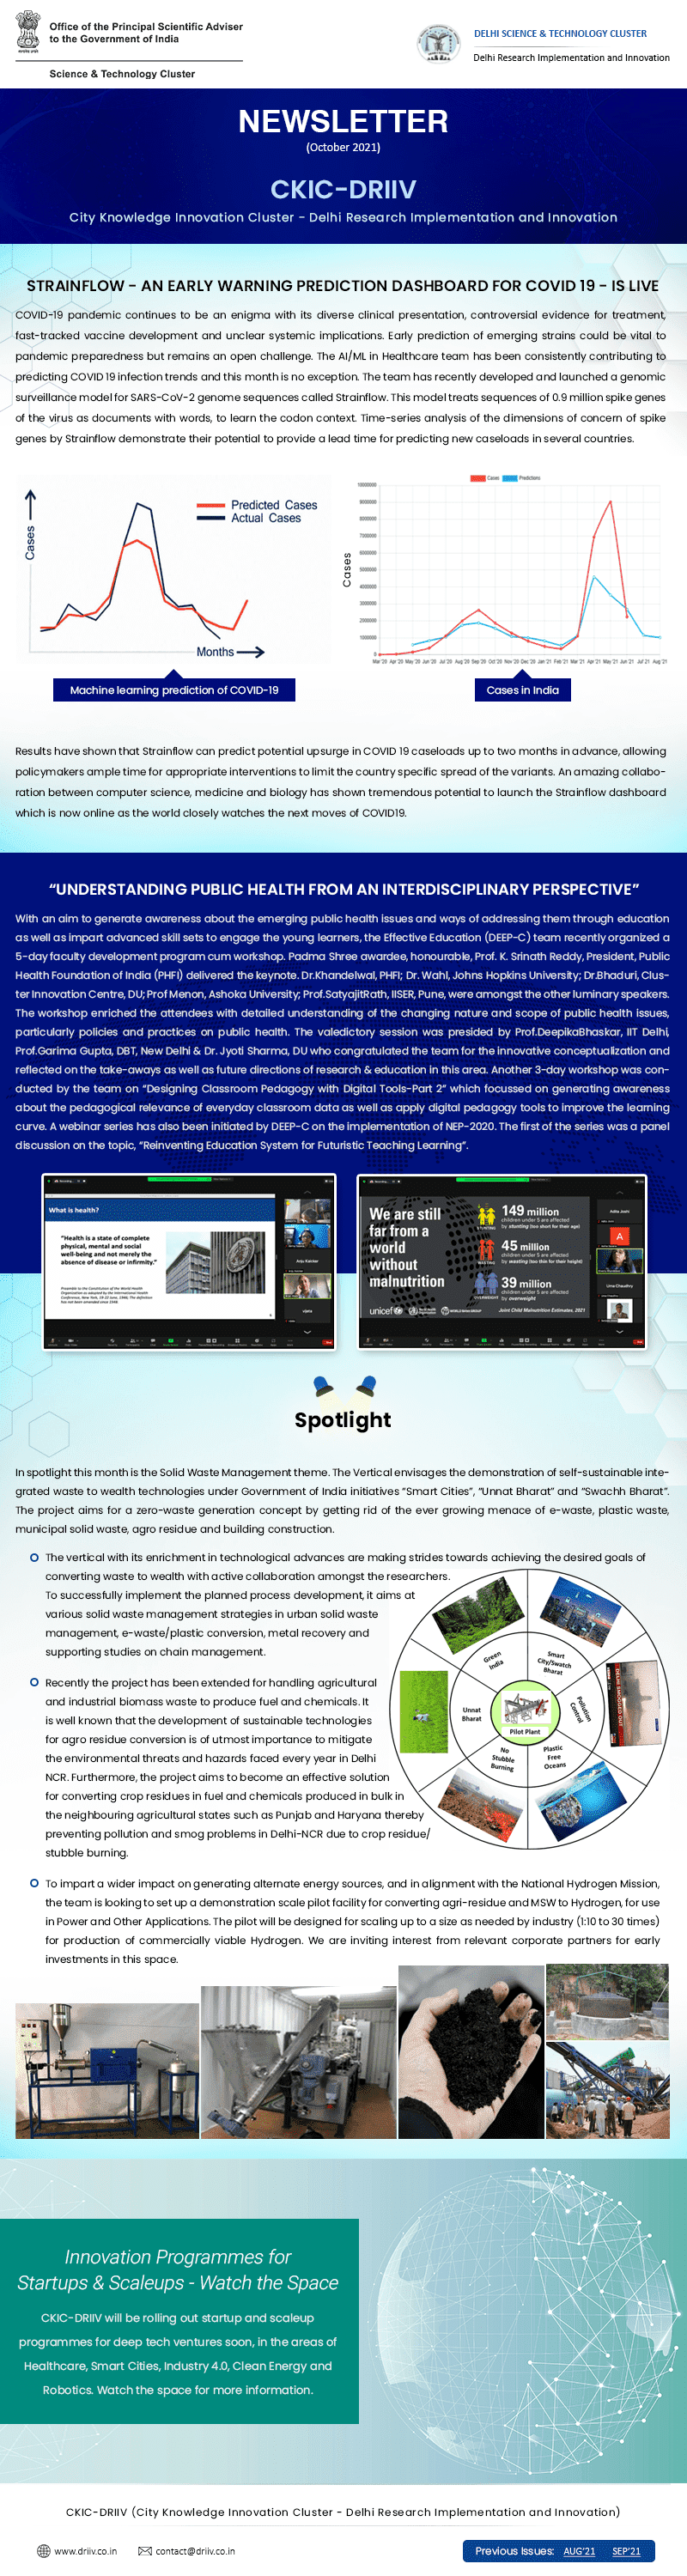 Office of the Principal Scientific Adviser
to the Government of India
Science & Technology Cluster
DELHI SCIENCE & TECHNOLOGY CLUSTER
Delhi Research Implementation and Innovation
NEWSLETTER
(October 2021)
CKIC-DRIIV
City Knowledge Innovation Cluster - Delhi Research Implementation and Innovation
STRAINFLOW - AN EARLY WARNING PREDICTION DASHBOARD FOR COVID 19 - IS LIVE
COVID-19 pandemic continues to be an enigma with its diverse clinical presentation, controversial evidence for treatment,
fast-tracked vaccine development and unclear systemic implications. Early prediction of emerging strains could be vital to
pandemic preparedness but remains an open challenge. The AI/ML in Healthcare team has been consistently contributing to
predicting COVID 19 infection trends and this month is no exception. The team has recently developed and launched a genomic
surveillance model for SARS-CoV-2 genome sequences called Strainflow. This model treats sequences of 0.9 million spike genes
of the virus as documents with words, to learn the codon context. Time-series analysis of the dimensions of concern of spike
genes by Strainflow demonstrate their potential to provide a lead time for predicting new caseloads in several countries.
Cases
Predicted Cases
Actual Cases
Months
Machine learning prediction of COVID-19
Cases Predictions
Cases
10000000
9000000
8000000
7000000
6000000
5000000
4000000
3000000
2000000
1000000
0
Mar '20 Apr '20 May '20 Jun '20 Jul '20 Aug '20 Sep '20 Oct '20 Nov '20 Dec '20 Jan '21 Feb '21 Mar '21 Apr '21 May '21 Jun '21 Jul '21 Aug '21
Cases in India
Results have shown that Strainflow can predict potential upsurge in COVID 19 caseloads up to two months in advance, allowing
policymakers ample time for appropriate interventions to limit the country specific spread of the variants. An amazing collabo-
ration between computer science, medicine and biology has shown tremendous potential to launch the Strainflow dashboard
which is now online as the world closely watches the next moves of COVID19.
“UNDERSTANDING PUBLIC HEALTH FROM AN INTERDISCIPLINARY PERSPECTIVE”
With an aim to generate awareness about the emerging public health issues and ways of addressing them through education
as well as impart advanced skill sets to engage the young learners, the Effective Education (DEEP-C) team recently organized a
5-day faculty development program cum workshop. Padma Shree awardee, honourable, Prof. K. Srinath Reddy, President, Public
Health Foundation of India (PHFI) delivered the keynote. Dr.Khandelwal, PHFI; Dr. Wahl, Johns Hopkins University; Dr.Bhaduri, Clus-
ter Innovation Centre, DU; Prof Menon, Ashoka University; Prof.SatyajitRath, IISER, Pune, were amongst the other luminary speakers.
The workshop enriched the attendees with detailed understanding of the changing nature and scope of public health issues,
particularly policies and practices on public health. The valedictory session was presided by Prof.DeepikaBhaskar, IIT Delhi,
Prof.Garima Gupta, DBT, New Delhi & Dr. Jyoti Sharma, DU who congratulated the team for the innovative conceptualization and
reflected on the take-aways as well as future directions of research & education in this area. Another 3-day workshop was con-
ducted by the team on “Designing Classroom Pedagogy with Digital Tools-Part 2” which focussed on generating awareness
about the pedagogical relevance of everyday classroom data as well as apply digital pedagogy tools to improve the learning
curve. A webinar series has also been initiated by DEEP-C on the implementation of NEP-2020. The first of the series was a panel
discussion on the topic, “Reinventing Education System for Futuristic Teaching Learning”.
What is health?
“Health is a state of complete
physical, mental and social
well-being and not merely the
absence of disease or infirmity.”
We are still
far from a
world
without
malnutrition
149 million
children under 5 are affected
by stunting (too short for their age)
45 million
children under 5 are affected
by wasting (too thin for their height)
39 million
children under 5 are affected
by overweight
unicef
Joint Child Malnutrition Estimates, 2021
Spotlight
In spotlight this month is the Solid Waste Management theme. The Vertical envisages the demonstration of self-sustainable inte-
grated waste to wealth technologies under Government of India initiatives “Smart Cities”, “Unnat Bharat” and “Swachh Bharat”.
The project aims for a zero-waste generation concept by getting rid of the ever growing menace of e-waste, plastic waste,
municipal solid waste, agro residue and building construction.
The vertical with its enrichment in technological advances are making strides towards achieving the desired goals of
converting waste to wealth with active collaboration amongst the researchers.
To successfully implement the planned process development, it aims at
various solid waste management strategies in urban solid waste
management, e-waste/plastic conversion, metal recovery and
supporting studies on chain management.
Recently the project has been extended for handling agricultural
and industrial biomass waste to produce fuel and chemicals. It
is well known that the development of sustainable technologies
for agro residue conversion is of utmost importance to mitigate
the environmental threats and hazards faced every year in Delhi
NCR. Furthermore, the project aims to become an effective solution
for converting crop residues in fuel and chemicals produced in bulk in
the neighbouring agricultural states such as Punjab and Haryana thereby
preventing pollution and smog problems in Delhi-NCR due to crop residue/
stubble burning.
Green
India
Smart
City/Swatch
Bharat
Pollution
Control
Plastic
Free
Oceans
No
Stubble
Burning
Unnat
Bharat
Pilot Plant
To impart a wider impact on generating alternate energy sources, and in alignment with the National Hydrogen Mission,
the team is looking to set up a demonstration scale pilot facility for converting agri-residue and MSW to Hydrogen, for use
in Power and Other Applications. The pilot will be designed for scaling up to a size as needed by industry (1:10 to 30 times)
for production of commercially viable Hydrogen. We are inviting interest from relevant corporate partners for early
investments in this space.
Innovation Programmes for
Startups & Scaleups - Watch the Space
CKIC-DRIIV will be rolling out startup and scaleup
programmes for deep tech ventures soon, in the areas of
Healthcare, Smart Cities, Industry 4.0, Clean Energy and
Robotics. Watch the space for more information.
CKIC-DRIIV (City Knowledge Innovation Cluster - Delhi Research Implementation and Innovation)
www.driiv.co.in
contact@driiv.co.in
Previous Issues: AUG'21 SEP'21